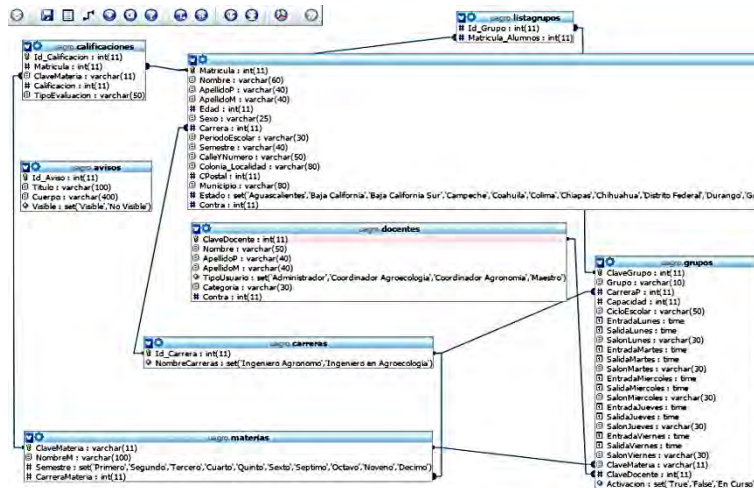 uagro.listagrupos
# Id_Grupo : int(11)
# Matricula_Alumnos : int(11)
uagro.calificaciones
Id_Calificacion : int(11)
# Matricula : int(11)
ClaveMateria : varchar(11)
# Calificacion : int(11)
TipoEvaluacion : varchar(50)
Matricula : int(11)
Nombre : varchar(60)
ApellidoP : varchar(40)
ApellidoM : varchar(40)
# Edad : int(11)
Sexo : varchar(25)
# Carrera : int(11)
PeriodoEscolar : varchar(30)
Semestre : varchar(40)
CalleYNumero : varchar(50)
Colonia_Localidad : varchar(80)
# CPostal : int(11)
Municipio : varchar(80)
# Estado : set('Aguascalientes','Baja California','Baja California Sur','Campeche','Coahuila','Colima','Chiapas','Chihuahua','Distrito Federal','Durango','G
# Contra : int(11)
uagro.avisos
Id_Aviso : int(11)
Titulo : varchar(100)
Cuerpo : varchar(400)
Visible : set('Visible','No Visible')
uagro.docentes
ClaveDocente : int(11)
Nombre : varchar(50)
ApellidoP : varchar(40)
ApellidoM : varchar(40)
TipoUsuario : set('Administrador','Coordinador Agroecologia','Coordinador Agronomia','Maestro')
Categoria : varchar(30)
# Contra : int(11)
uagro.grupos
ClaveGrupo : int(11)
Grupo : varchar(10)
# CarreraP : int(11)
# Capacidad : int(11)
CicloEscolar : varchar(50)
EntradaLunes : time
SalidaLunes : time
SalonLunes : varchar(30)
EntradaMartes : time
SalidaMartes : time
SalonMartes : varchar(30)
EntradaMiercoles : time
SalidaMiercoles : time
SalonMiercoles : varchar(30)
EntradaJueves : time
SalidaJueves : time
SalonJueves : varchar(30)
EntradaViernes : time
SalidaViernes : time
SalonViernes : varchar(30)
ClaveMateria : varchar(11)
# ClaveDocente : int(11)
Activacion : set('True','False','En Curso'
uagro.carreras
Id_Carrera : int(11)
NombreCarreras : set('Ingeniero Agronomo','Ingeniero en Agroecologia')
uagro.materias
ClaveMateria : varchar(11)
NombreM : varchar(100)
# Semestre : set('Primero','Segundo','Tercero','Cuarto','Quinto','Sexto','Septimo','Octavo','Noveno','Decimo')
# CarreraMateria : int(11)